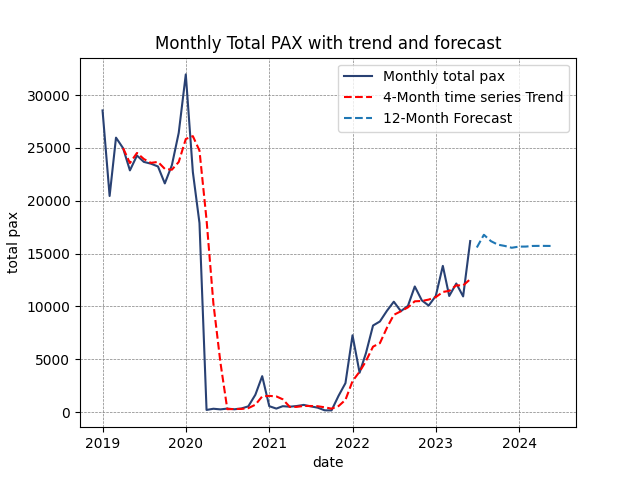 Monthly Total PAX with trend and forecast
Monthly total pax
4-Month time series Trend
12-Month Forecast
total pax
30000
25000
20000
15000
10000
5000
0
2019
2020
2021
2022
2023
2024
date